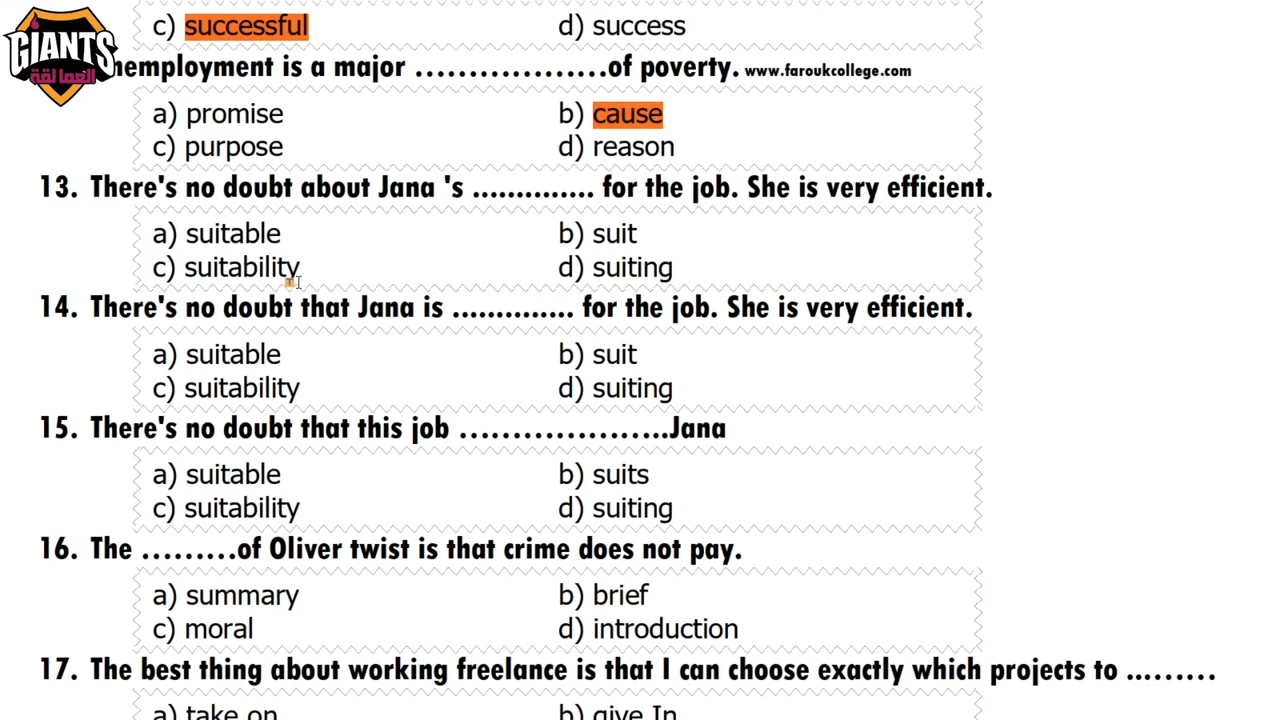 c) successful d) success
GIANTS
العمالقة
nemployment is a major ………………of poverty. www.faroukcollege.com
a) promise b) cause
c) purpose d) reason
13. There's no doubt about Jana 's .............. for the job. She is very efficient.
a) suitable b) suit
c) suitability d) suiting
14. There's no doubt that Jana is .............. for the job. She is very efficient.
a) suitable b) suit
c) suitability d) suiting
15. There's no doubt that this job …………………..Jana
a) suitable b) suits
c) suitability d) suiting
16. The ………of Oliver twist is that crime does not pay.
a) summary b) brief
c) moral d) introduction
17. The best thing about working freelance is that I can choose exactly which projects to ...……
a) take on b) give In